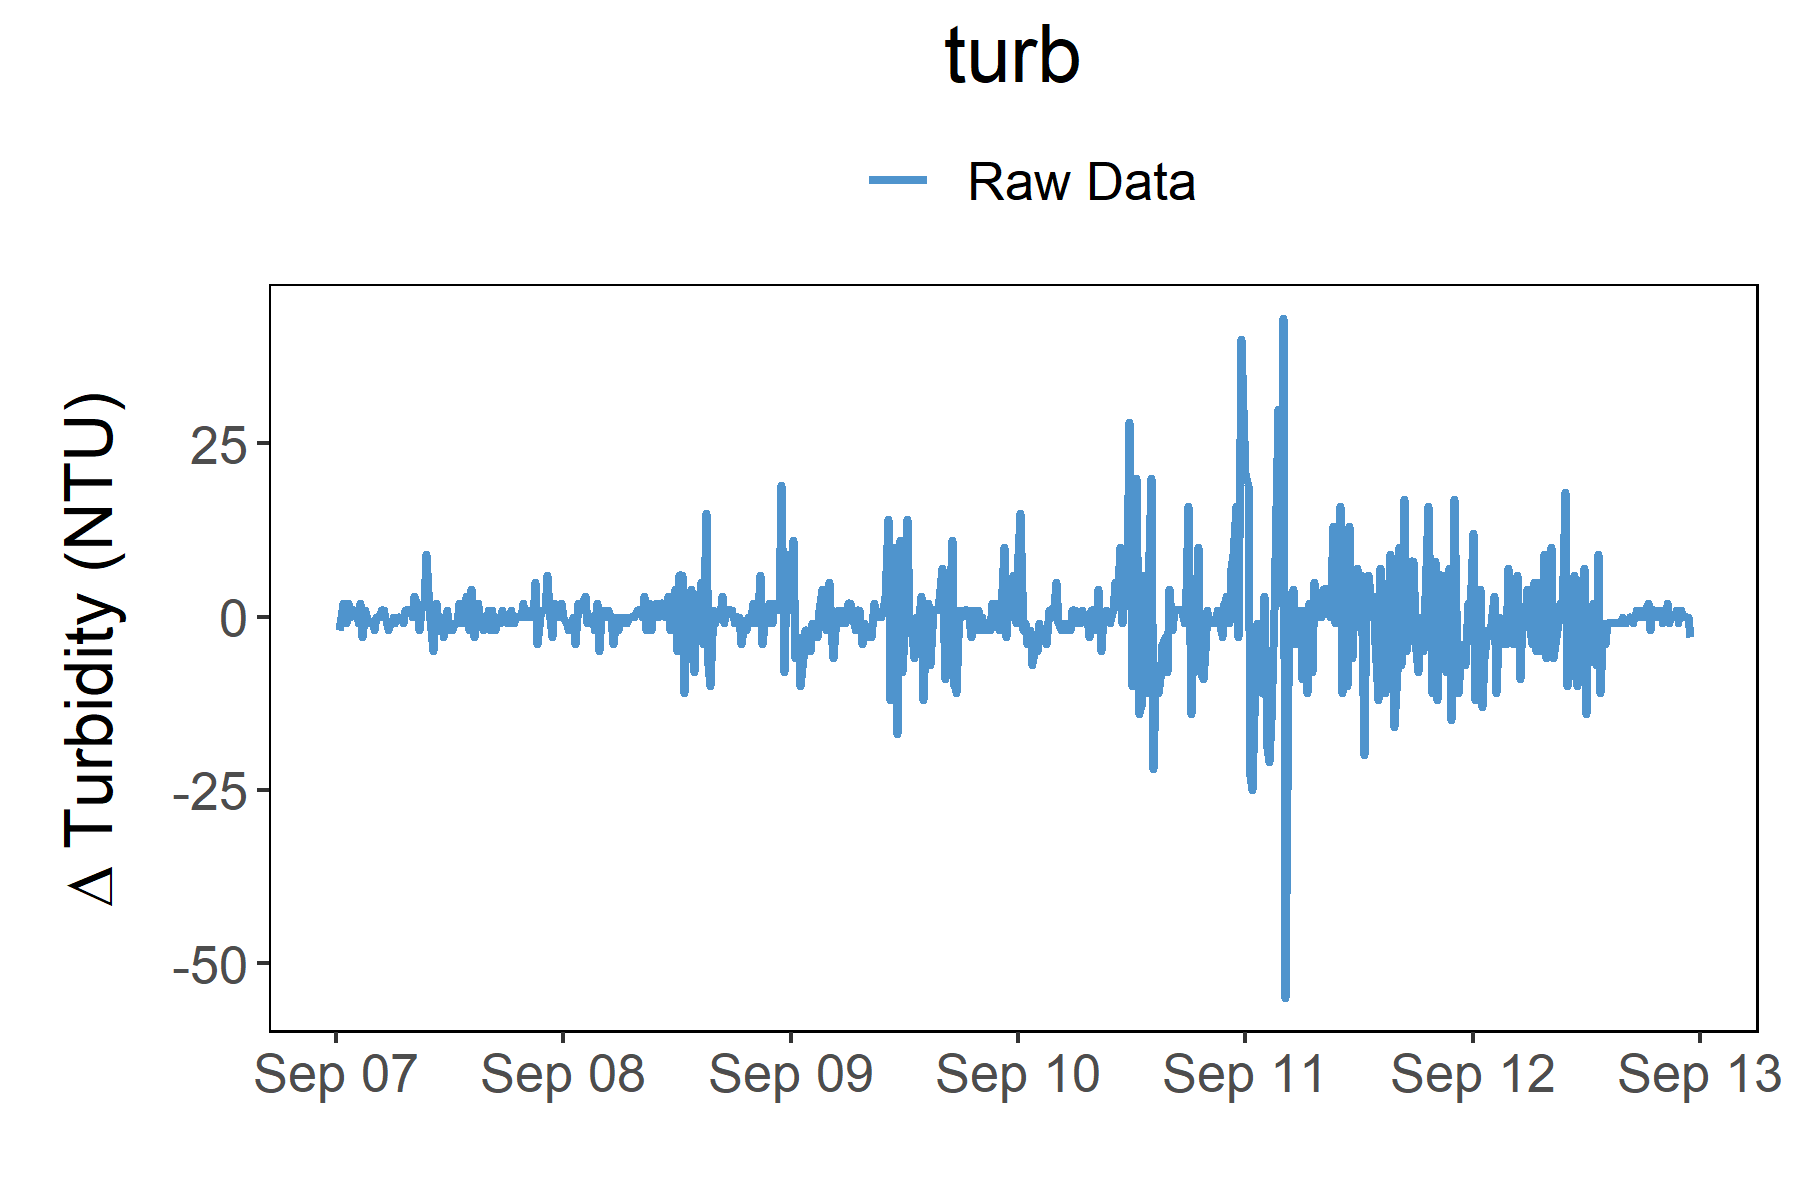 turb
Raw Data
Δ Turbidity (NTU)
25
0
-25
-50
Sep 07 Sep 08 Sep 09 Sep 10 Sep 11 Sep 12 Sep 13